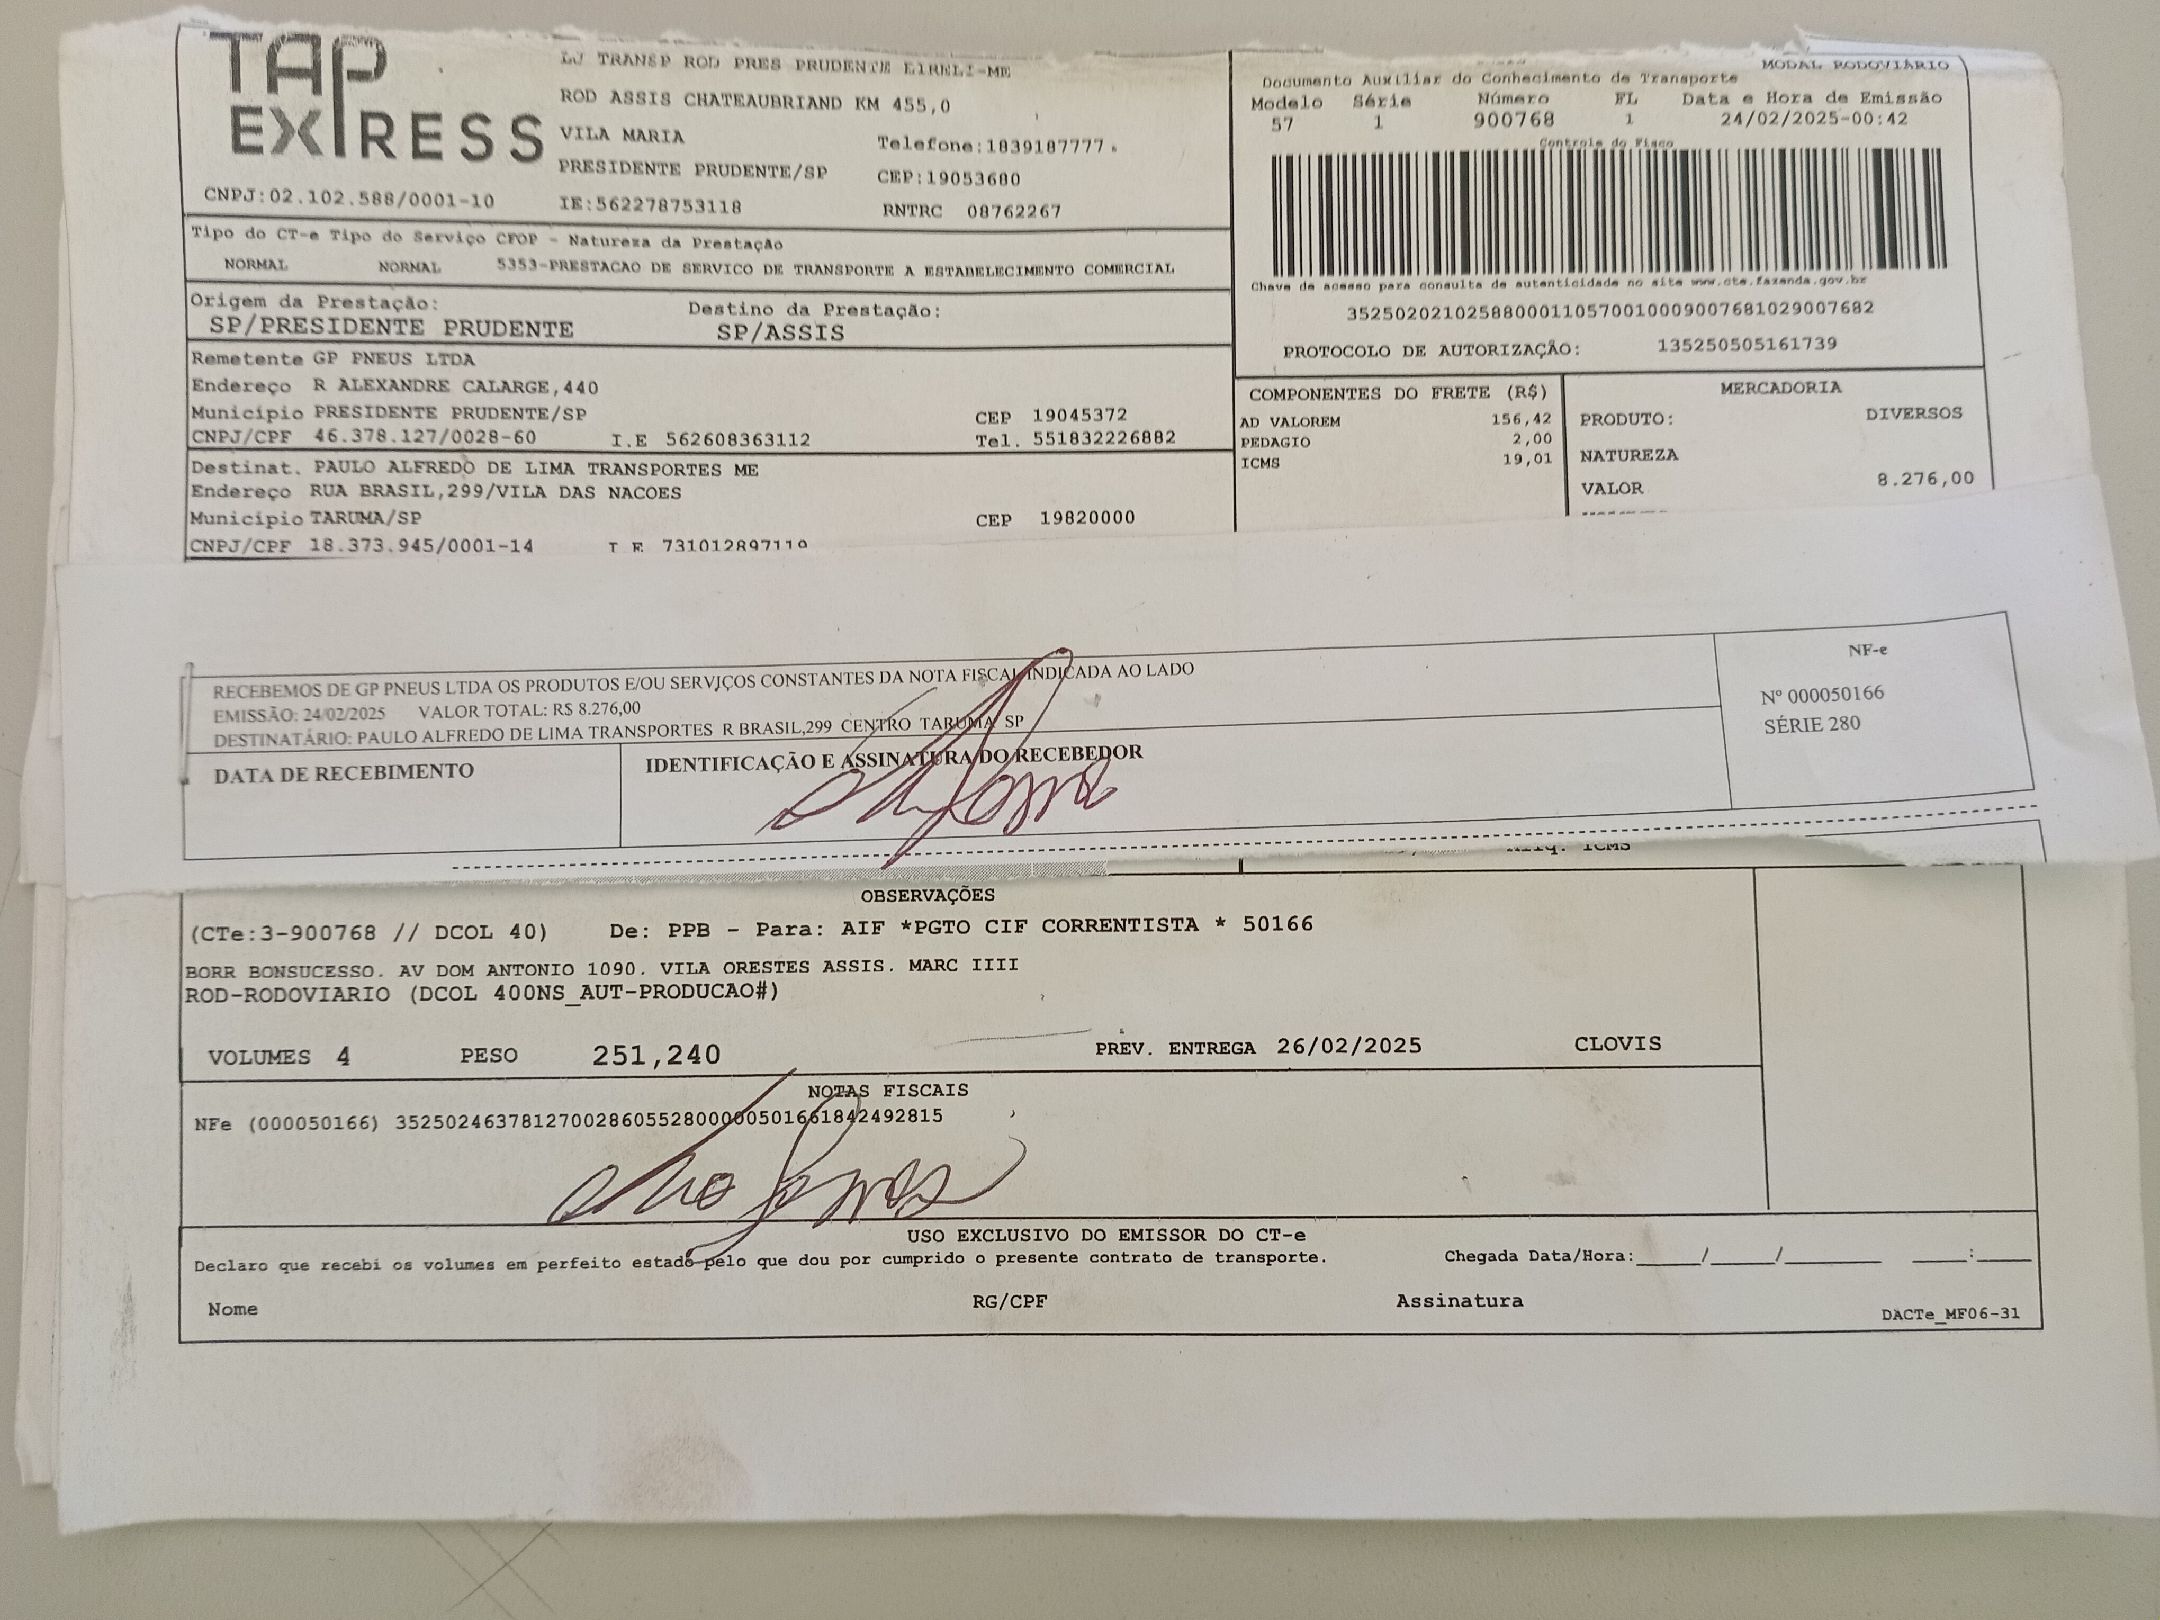 TAP EXPRESS
LJ TRANSP ROD PRES PRUDENTE EIRELI-ME
ROD ASSIS CHATEAUBRIAND KM 455,0
VILA MARIA Telefone:1839187777
PRESIDENTE PRUDENTE/SP CEP:19053680
CNPJ:02.102.588/0001-10 IE:562278753118 RNTRC 08762267
MODAL RODOVIÁRIO
Documento Auxiliar do Conhecimento de Transporte
Modelo Série Número FL Data e Hora de Emissão
57 1 900768 1 24/02/2025-00:42
Controle do Fisco
Chave de acesso para consulta de autenticidade no site www.cte.fazenda.gov.br
35250202102588000110570010009007681029007682
PROTOCOLO DE AUTORIZAÇÃO: 135250505161739
Tipo do CT-e Tipo do Serviço CFOP - Natureza da Prestação
NORMAL NORMAL 5353-PRESTACAO DE SERVICO DE TRANSPORTE A ESTABELECIMENTO COMERCIAL
Origem da Prestação: Destino da Prestação:
SP/PRESIDENTE PRUDENTE SP/ASSIS
Remetente GP PNEUS LTDA
Endereço R ALEXANDRE CALARGE,440
Município PRESIDENTE PRUDENTE/SP CEP 19045372
CNPJ/CPF 46.378.127/0028-60 I.E 562608363112 Tel. 551832226882
Destinat. PAULO ALFREDO DE LIMA TRANSPORTES ME
Endereço RUA BRASIL,299/VILA DAS NACOES
Município TARUMA/SP CEP 19820000
CNPJ/CPF 18.373.945/0001-14 I E 731012897119
COMPONENTES DO FRETE (R$)
AD VALOREM 156,42
PEDAGIO 2,00
ICMS 19,01
MERCADORIA
PRODUTO: DIVERSOS
NATUREZA
VALOR 8.276,00
RECEBEMOS DE GP PNEUS LTDA OS PRODUTOS E/OU SERVIÇOS CONSTANTES DA NOTA FISCAL INDICADA AO LADO
EMISSÃO: 24/02/2025 VALOR TOTAL: R$ 8.276,00
DESTINATÁRIO: PAULO ALFREDO DE LIMA TRANSPORTES R BRASIL,299 CENTRO TARUMA SP
DATA DE RECEBIMENTO IDENTIFICAÇÃO E ASSINATURA DO RECEBEDOR
NF-e
Nº 000050166
SÉRIE 280
Alíq. ICMS
OBSERVAÇÕES
(CTe:3-900768 // DCOL 40) De: PPB - Para: AIF *PGTO CIF CORRENTISTA * 50166
BORR BONSUCESSO. AV DOM ANTONIO 1090. VILA ORESTES ASSIS. MARC IIII
ROD-RODOVIARIO (DCOL 400NS_AUT-PRODUCAO#)
VOLUMES 4 PESO 251,240 PREV. ENTREGA 26/02/2025 CLOVIS
NOTAS FISCAIS
NFe (000050166) 35250246378127002860552800000501661842492815
USO EXCLUSIVO DO EMISSOR DO CT-e
Declaro que recebi os volumes em perfeito estado pelo que dou por cumprido o presente contrato de transporte. Chegada Data/Hora:_____/_____/_______ ____:____
Nome RG/CPF Assinatura
DACTe_MF06-31